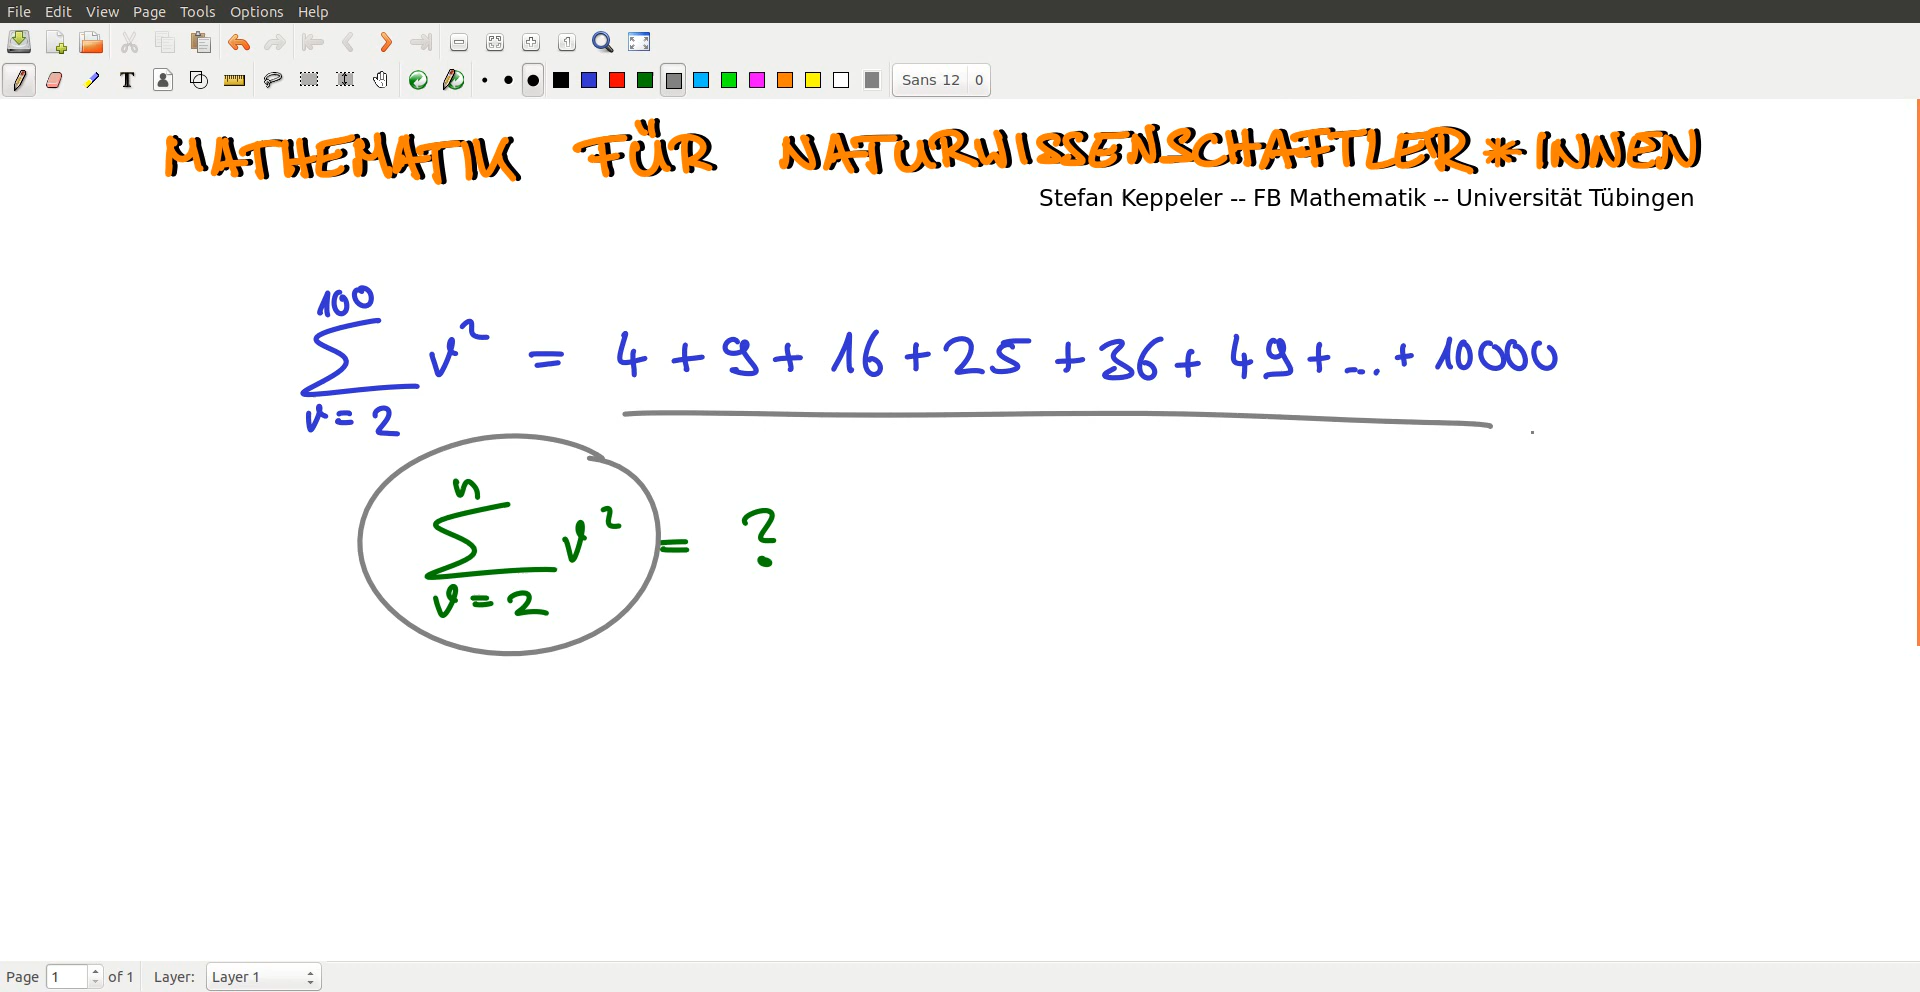 File Edit View Page Tools Options Help
T Sans 12 0
MATHEMATIK FÜR NATURWISSENSCHAFTLER*INNEN
Stefan Keppeler -- FB Mathematik -- Universität Tübingen
100
∑ ν² = 4 + 9 + 16 + 25 + 36 + 49 + ... + 10000
ν = 2
n
∑ ν² = ?
ν = 2
Page 1 of 1 Layer: Layer 1